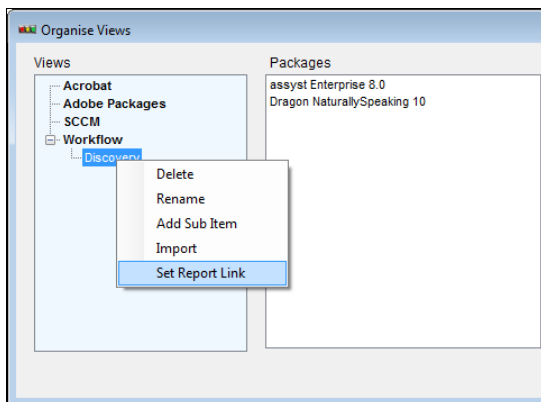 Organise Views
Views
Packages
Acrobat
Adobe Packages
SCCM
Workflow
Discovery
assyst Enterprise 8.0
Dragon NaturallySpeaking 10
Delete
Rename
Add Sub Item
Import
Set Report Link